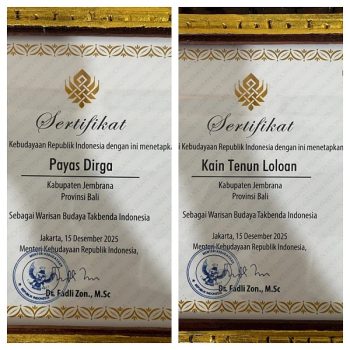 Sertifikat
Kebudayaan Republik Indonesia dengan ini menetapka
Payas Dirga
Kabupaten Jembrana
Provinsi Bali
Sebagai Warisan Budaya Takbenda Indonesia
Jakarta, 15 Desember 2025
Menteri Kebudayaan Republik Indonesia,
Dr. Fadli Zon., M.Sc
Sertifikat
Kebudayaan Republik Indonesia dengan ini menetapkan
Kain Tenun Loloan
Kabupaten Jembrana
Provinsi Bali
Sebagai Warisan Budaya Takbenda Indonesia
Jakarta, 15 Desember 2025
Menteri Kebudayaan Republik Indonesia,
Dr. Fadli Zon., M.Sc